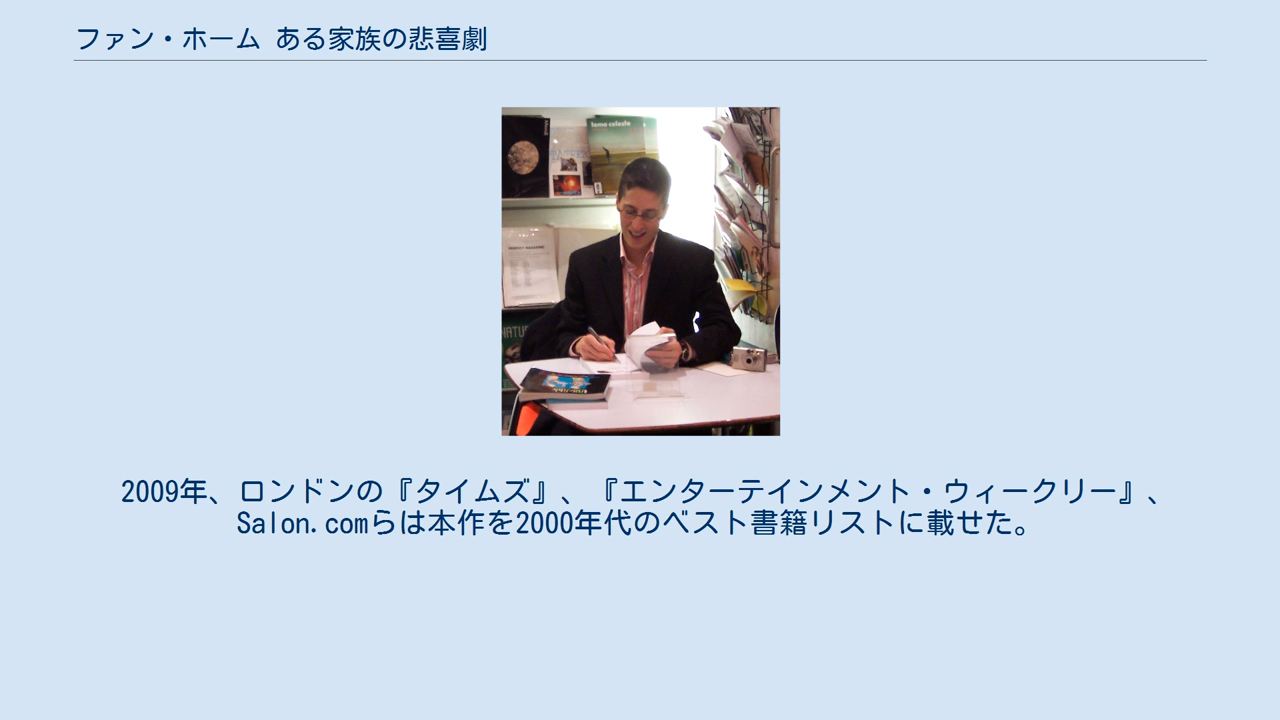 ファン・ホーム ある家族の悲喜劇
tema celeste
NATU
2009年、ロンドンの『タイムズ』、『エンターテインメント・ウィークリー』、
Salon.comらは本作を2000年代のベスト書籍リストに載せた。